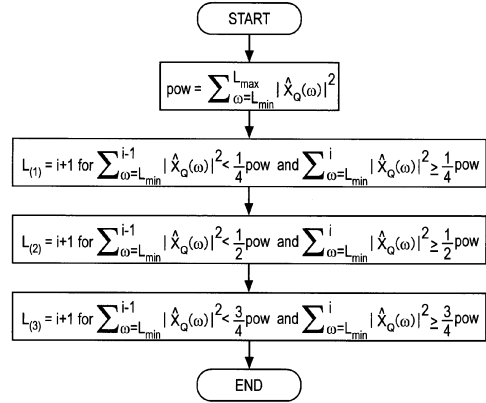 START
pow = ∑_{ω=L_min}^{L_max} | X̂_Q(ω)|²
L_(1) = i+1 for ∑_{ω=L_min}^{i-1} | X̂_Q(ω)|² < 1/4 pow and ∑_{ω=L_min}^{i} | X̂_Q(ω)|² ≥ 1/4 pow
L_(2) = i+1 for ∑_{ω=L_min}^{i-1} | X̂_Q(ω)|² < 1/2 pow and ∑_{ω=L_min}^{i} | X̂_Q(ω)|² ≥ 1/2 pow
L_(3) = i+1 for ∑_{ω=L_min}^{i-1} | X̂_Q(ω)|² < 3/4 pow and ∑_{ω=L_min}^{i} | X̂_Q(ω)|² ≥ 3/4 pow
END